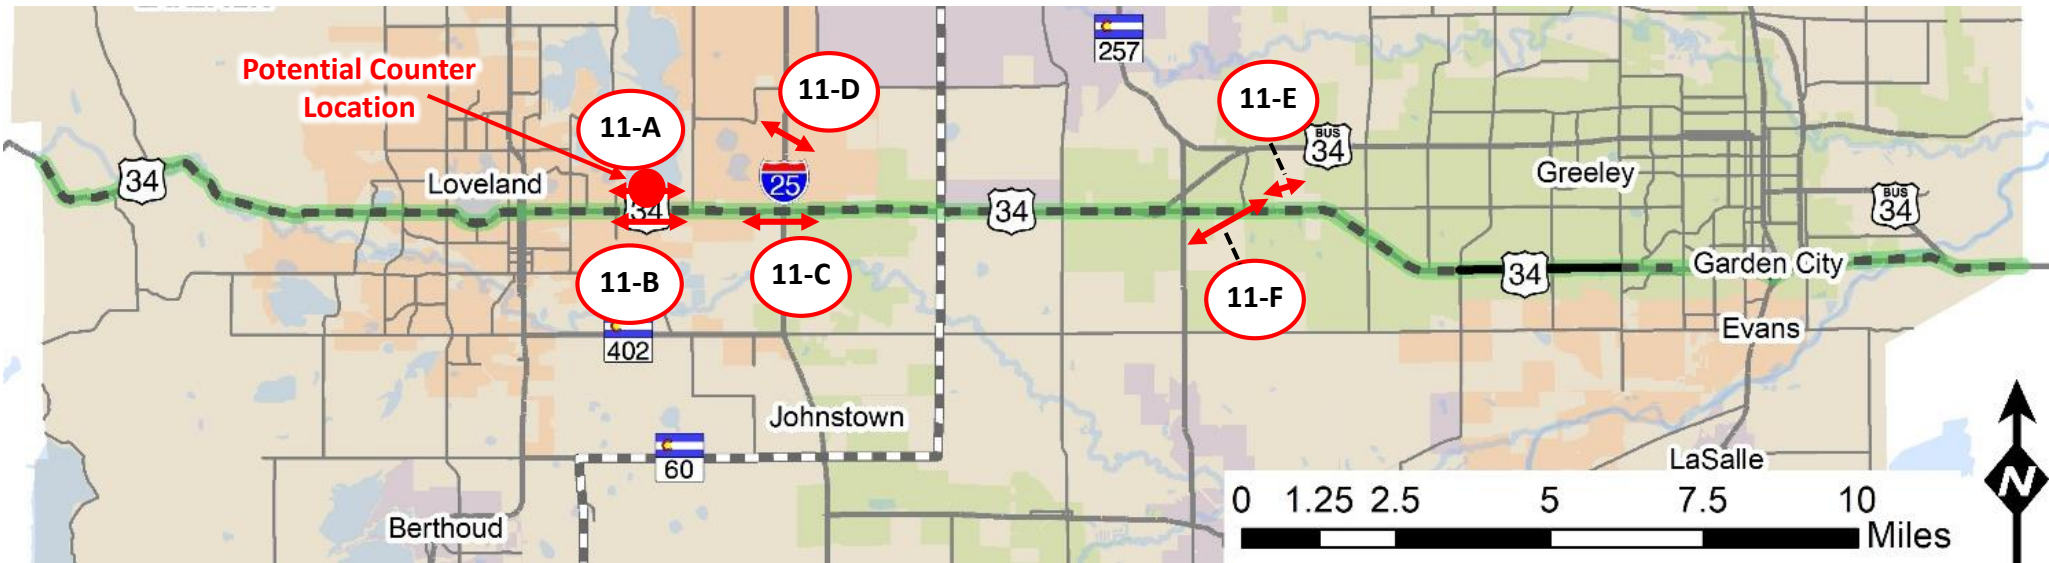 257
Potential Counter
Location
11-D
11-E
11-A
BUS
34
34
Loveland
25
Greeley
34
34
BUS
34
11-B
11-C
11-F
34
Garden City
402
Evans
Johnstown
60
LaSalle
Berthoud
0 1.25 2.5 5 7.5 10
Miles
N